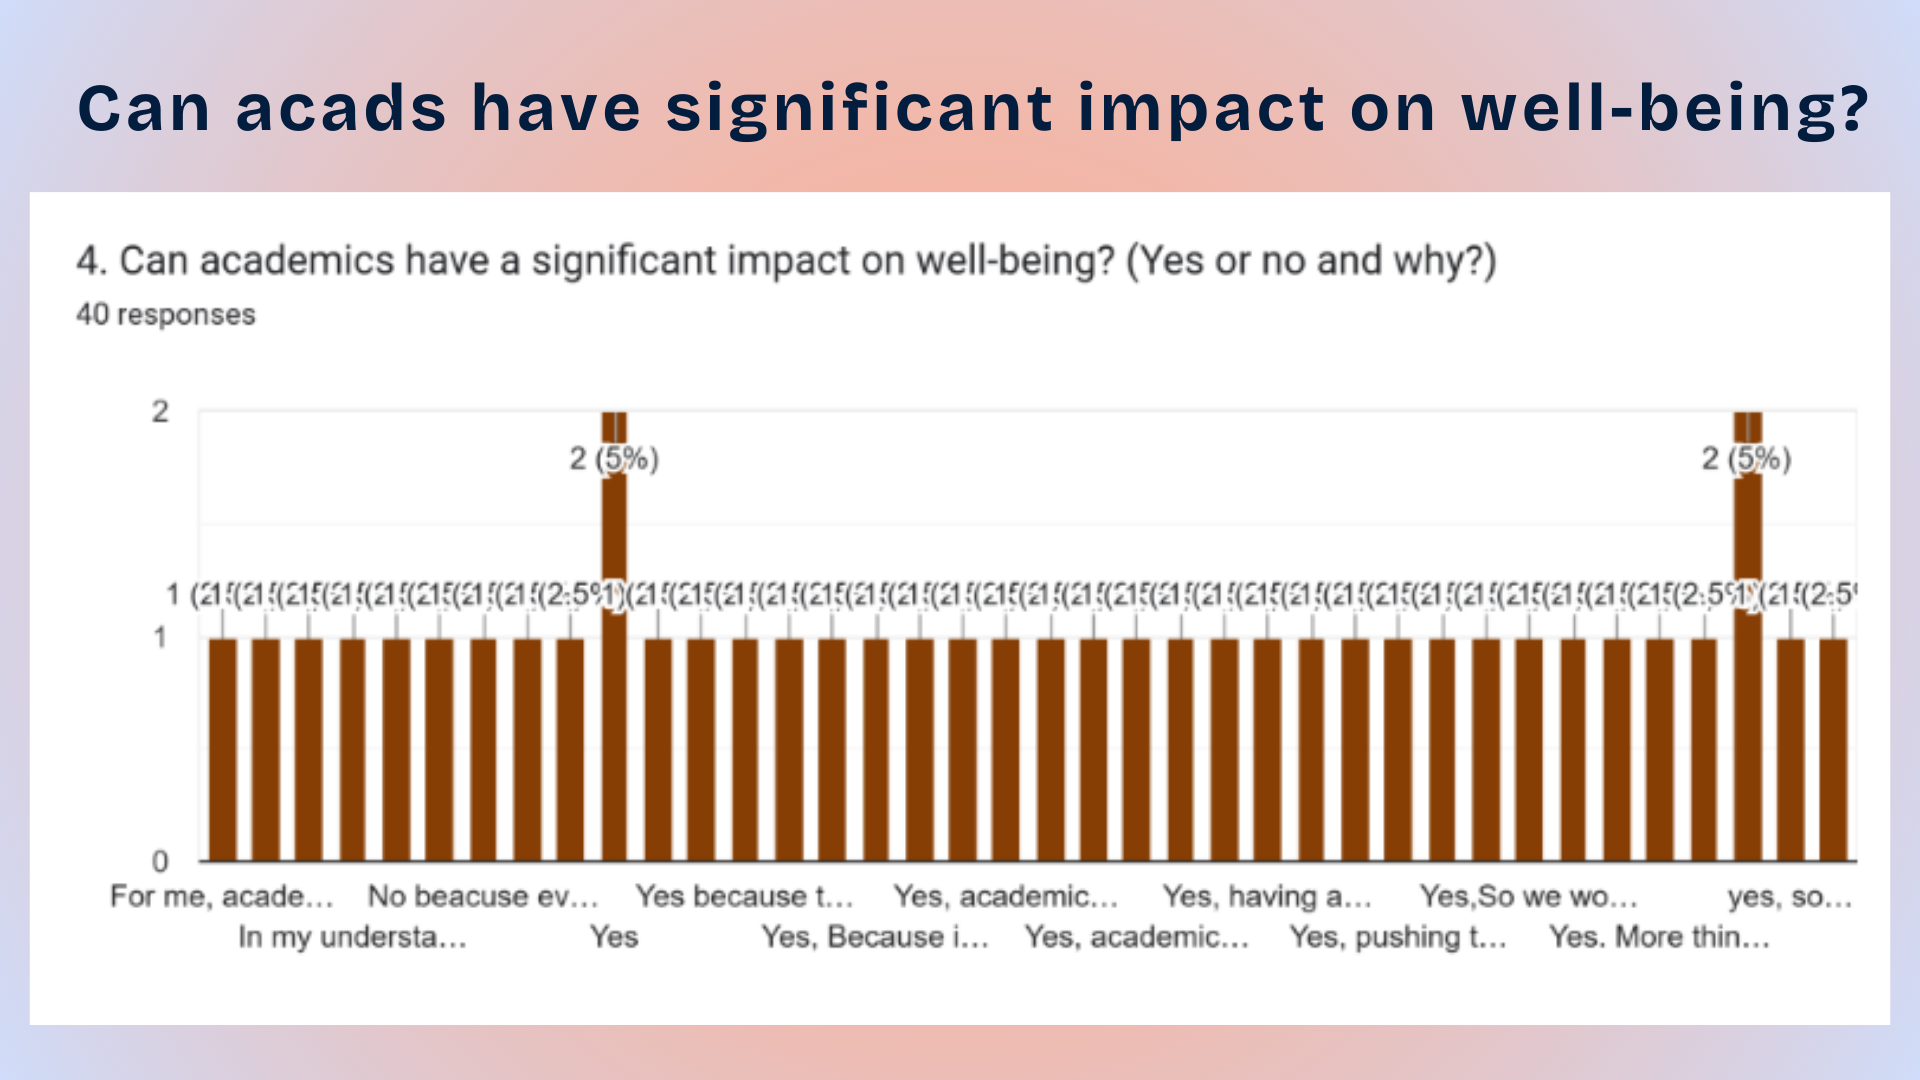 Can acads have significant impact on well-being?
4. Can academics have a significant impact on well-being? (Yes or no and why?)
40 responses
2
2 (5%)
2 (5%)
1
0
For me, acade...
No beacuse ev...
Yes because t...
Yes, academic...
Yes, having a...
Yes,So we wo...
yes, so...
In my understa...
Yes
Yes, Because i...
Yes, academic...
Yes, pushing t...
Yes. More thin...